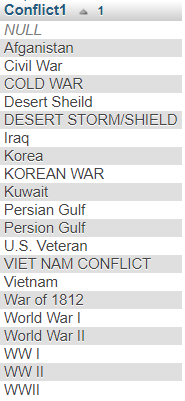 Conflict1 1
NULL
Afganistan
Civil War
COLD WAR
Desert Sheild
DESERT STORM/SHIELD
Iraq
Korea
KOREAN WAR
Kuwait
Persian Gulf
Persian Gulf
U.S. Veteran
VIET NAM CONFLICT
Vietnam
War of 1812
World War I
World War II
WW I
WW II
WWII